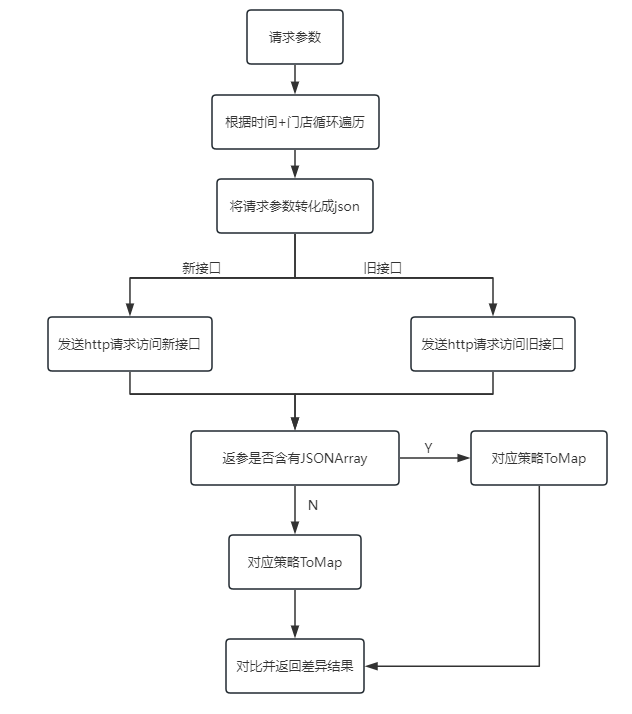 请求参数
根据时间+门店循环遍历
将请求参数转化成json
新接口
旧接口
发送http请求访问新接口
发送http请求访问旧接口
返参是否含有JSONArray
Y
对应策略ToMap
N
对应策略ToMap
对比并返回差异结果